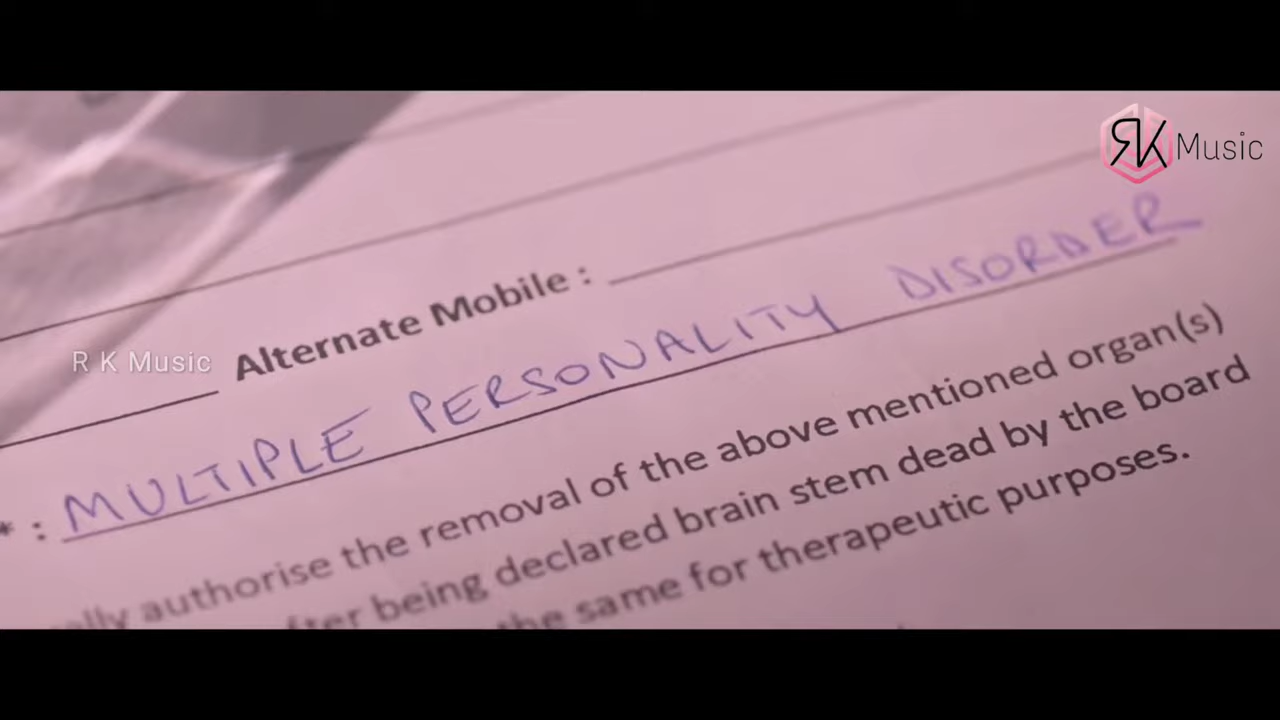 RK Music
R K Music
Alternate Mobile :
* : MULTIPLE PERSONALITY DISORDER
authorise the removal of the above mentioned organ(s)
being declared brain stem dead by the board
the same for therapeutic purposes.